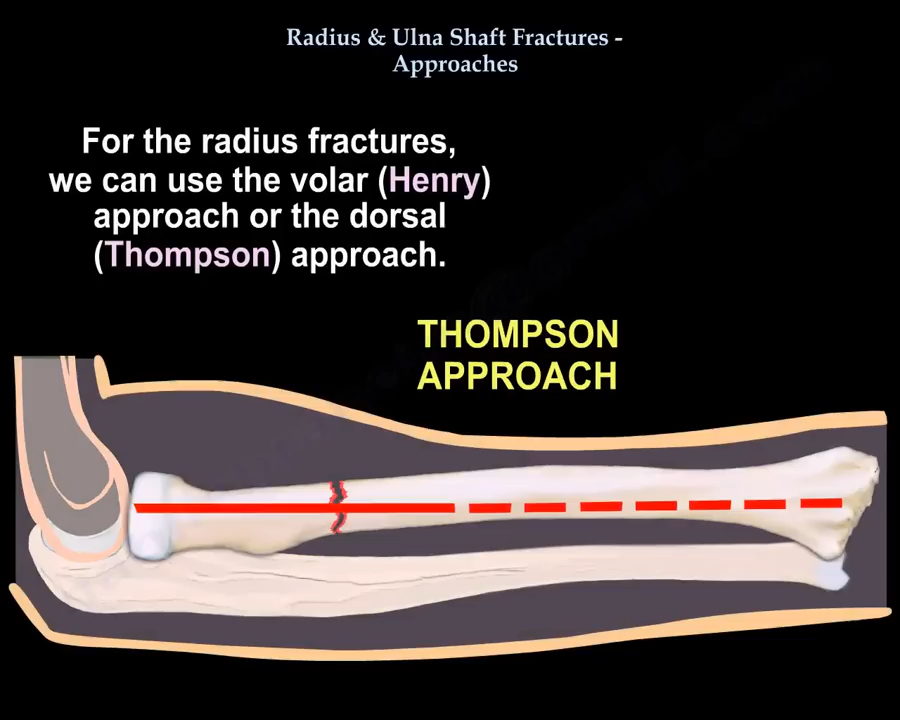 Radius & Ulna Shaft Fractures -
Approaches
For the radius fractures,
we can use the volar (Henry)
approach or the dorsal
(Thompson) approach.
THOMPSON
APPROACH